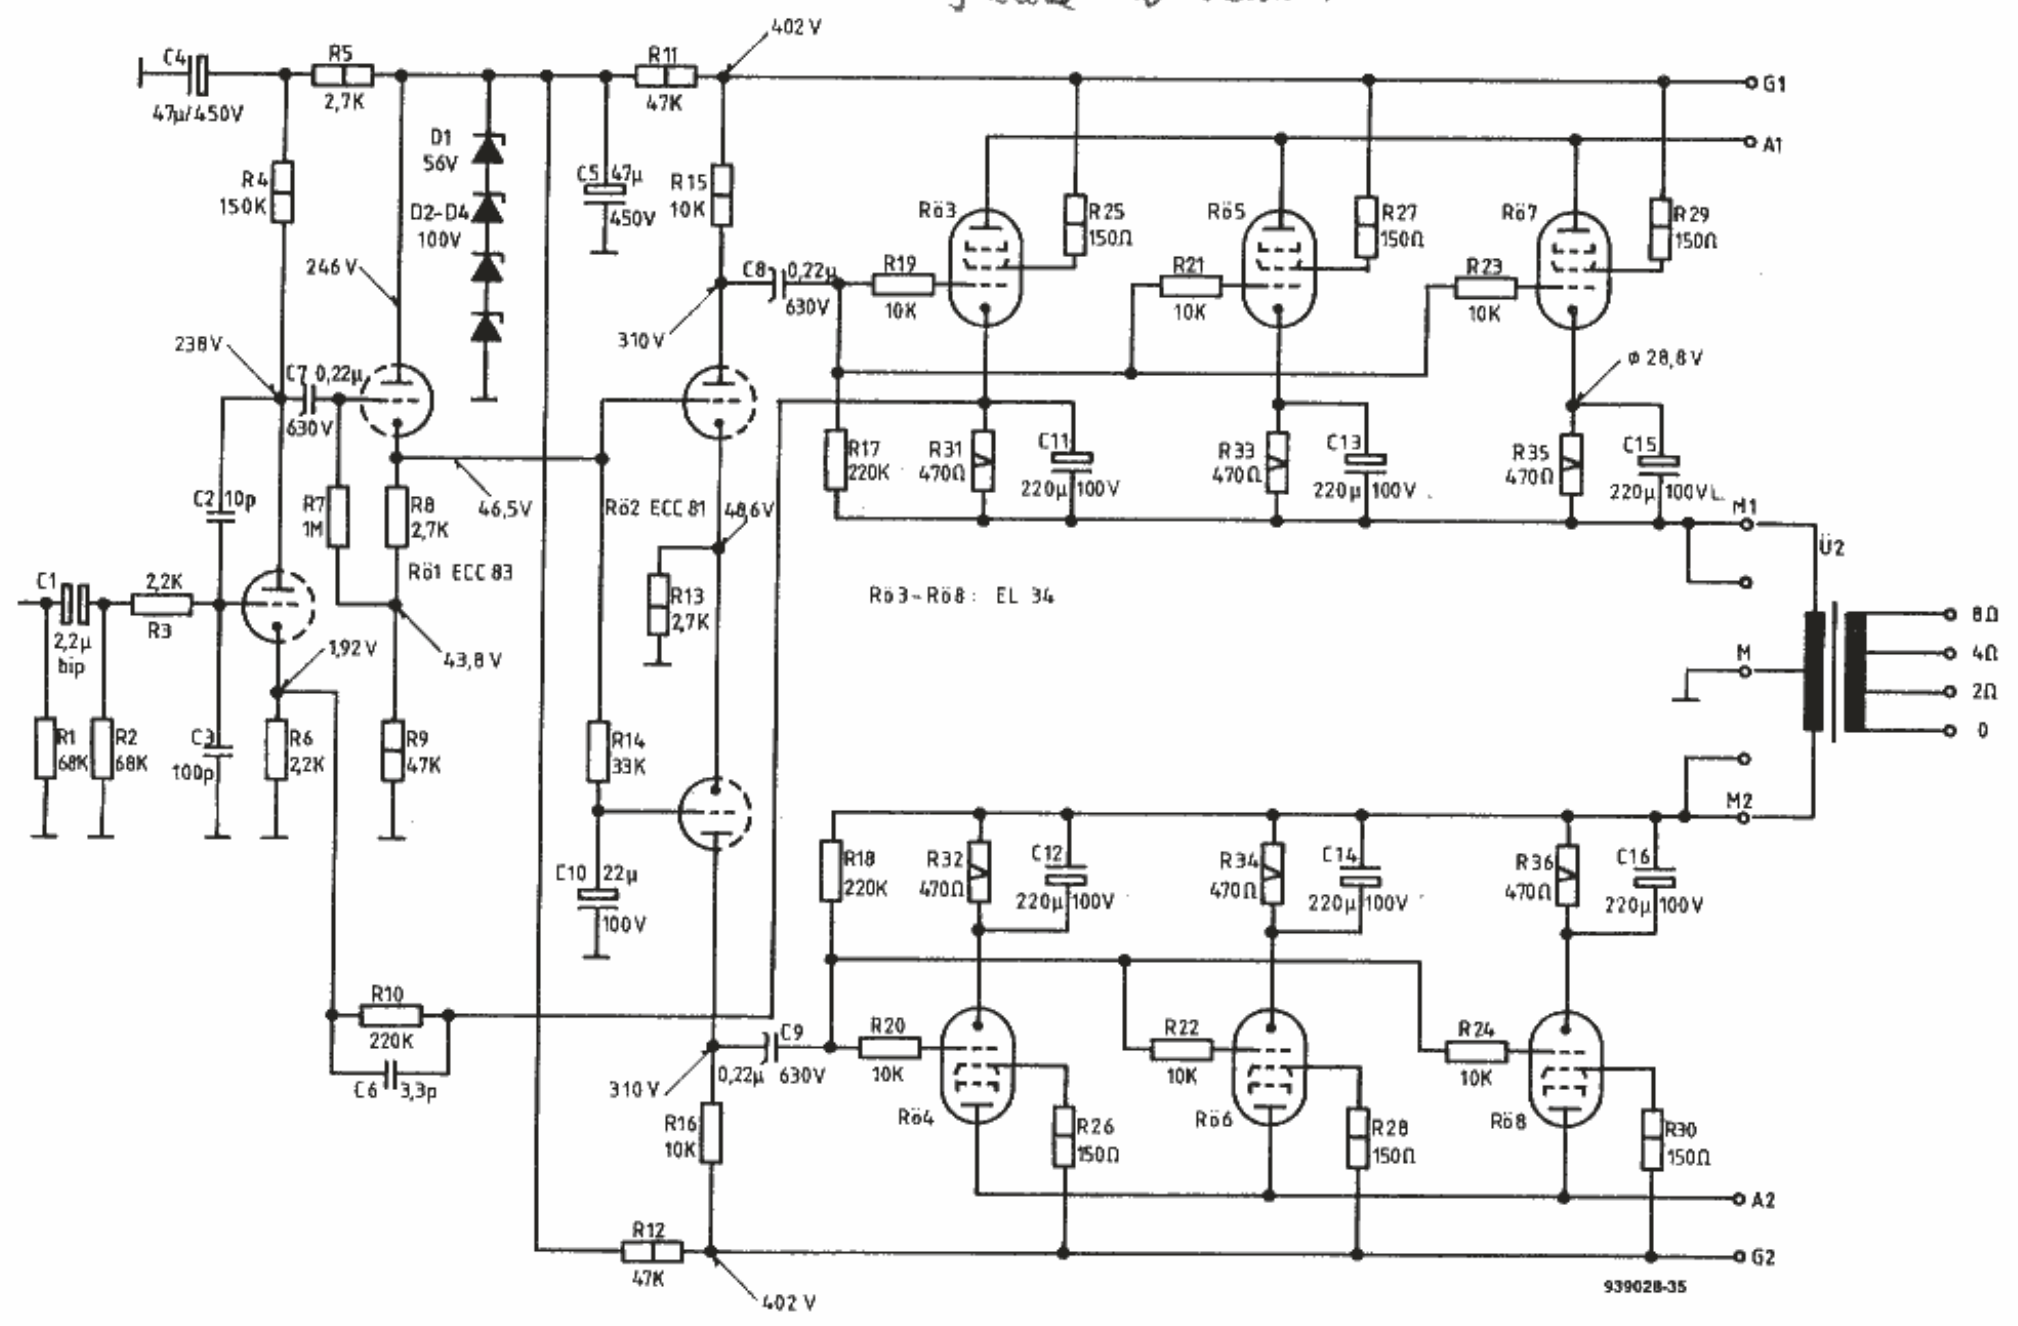 402 V
C4
47µ/450V
R5
2,7K
R11
47K
G1
A1
D1
56V
D2-D4
100V
R4
150K
C5 47µ
450V
R15
10K
246 V
238V
C7 0,22µ
630V
C8 0,22µ
630V
310 V
R19
10K
Rö3
R25
150Ω
R21
10K
Rö5
R27
150Ω
R23
10K
Rö7
R29
150Ω
ø 28,8 V
C2 10p
R7
1M
R8
2,7K
46,5V
Rö2 ECC 81
48,6V
R17
220K
R31
470Ω
C11
220µ 100V
R33
470Ω
C13
220µ 100V
R35
470Ω
C15
220µ 100V
M1
Ü2
Rö1 ECC 83
C1
2,2µ
bip
2,2K
R3
R13
2,7K
Rö3-Rö8: EL 34
8Ω
4Ω
2Ω
0
M
1,92 V
43,8 V
R1
68K
R2
68K
C3
100p
R6
2,2K
R9
47K
R14
33K
M2
C10 22µ
100V
R18
220K
R32
470Ω
C12
220µ 100V
R34
470Ω
C14
220µ 100V
R36
470Ω
C16
220µ 100V
R10
220K
C6 3,3p
C9
0,22µ 630V
310 V
R20
10K
Rö4
R26
150Ω
R22
10K
Rö6
R28
150Ω
R24
10K
Rö8
R30
150Ω
R16
10K
A2
R12
47K
G2
402 V
939028-35